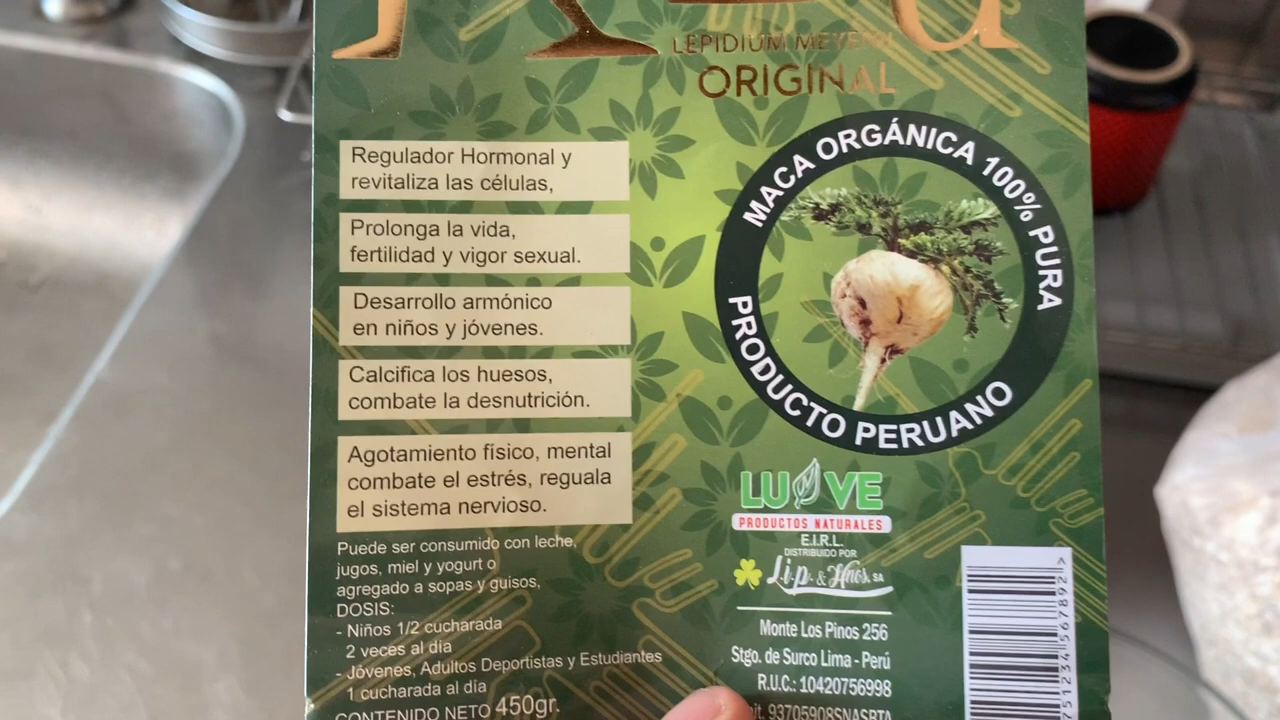 LEPIDIUM MEYENII
ORIGINAL
MACA ORGÁNICA 100% PURA
PRODUCTO PERUANO
Regulador Hormonal y
revitaliza las células,
Prolonga la vida,
fertilidad y vigor sexual.
Desarrollo armónico
en niños y jóvenes.
Calcifica los huesos,
combate la desnutrición.
Agotamiento físico, mental
combate el estrés, reguala
el sistema nervioso.
Puede ser consumido con leche,
jugos, miel y yogurt o
agregado a sopas y guisos,
DOSIS:
- Niños 1/2 cucharada
2 veces al día
- Jóvenes, Adultos Deportistas y Estudiantes
1 cucharada al día
CONTENIDO NETO 450gr.
LUVE
PRODUCTOS NATURALES
E.I.R.L.
DISTRIBUIDO POR
L.i.p. & Hnos. SA
Monte Los Pinos 256
Stgo. de Surco Lima - Perú
R.U.C.: 10420756998
93705908SNASRTA
751234 567892 >